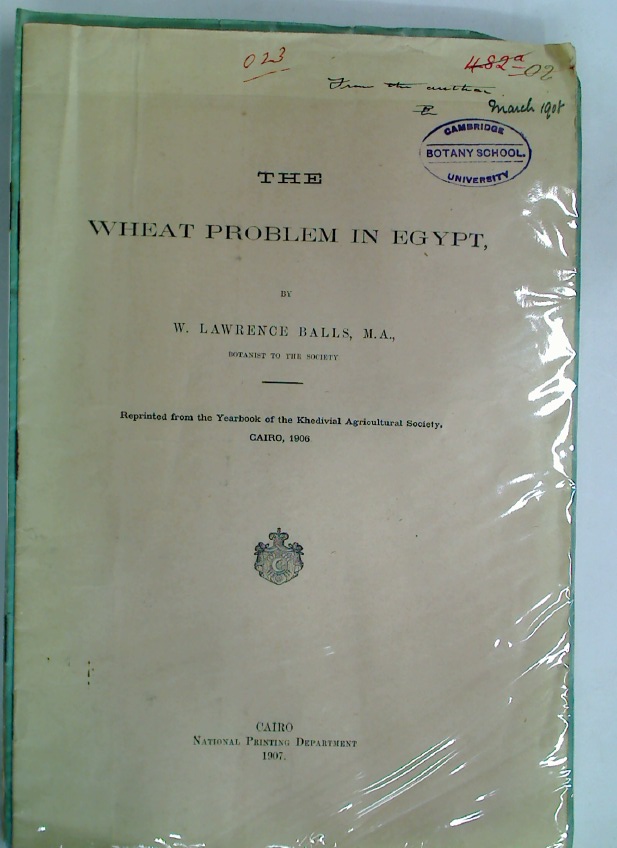 023
482a 02
From the author
March 1908
CAMBRIDGE
BOTANY SCHOOL.
UNIVERSITY
THE
WHEAT PROBLEM IN EGYPT,
BY
W. LAWRENCE BALLS, M.A.,
BOTANIST TO THE SOCIETY
Reprinted from the Yearbook of the Khedivial Agricultural Society,
CAIRO, 1906
CAIRO
NATIONAL PRINTING DEPARTMENT
1907.